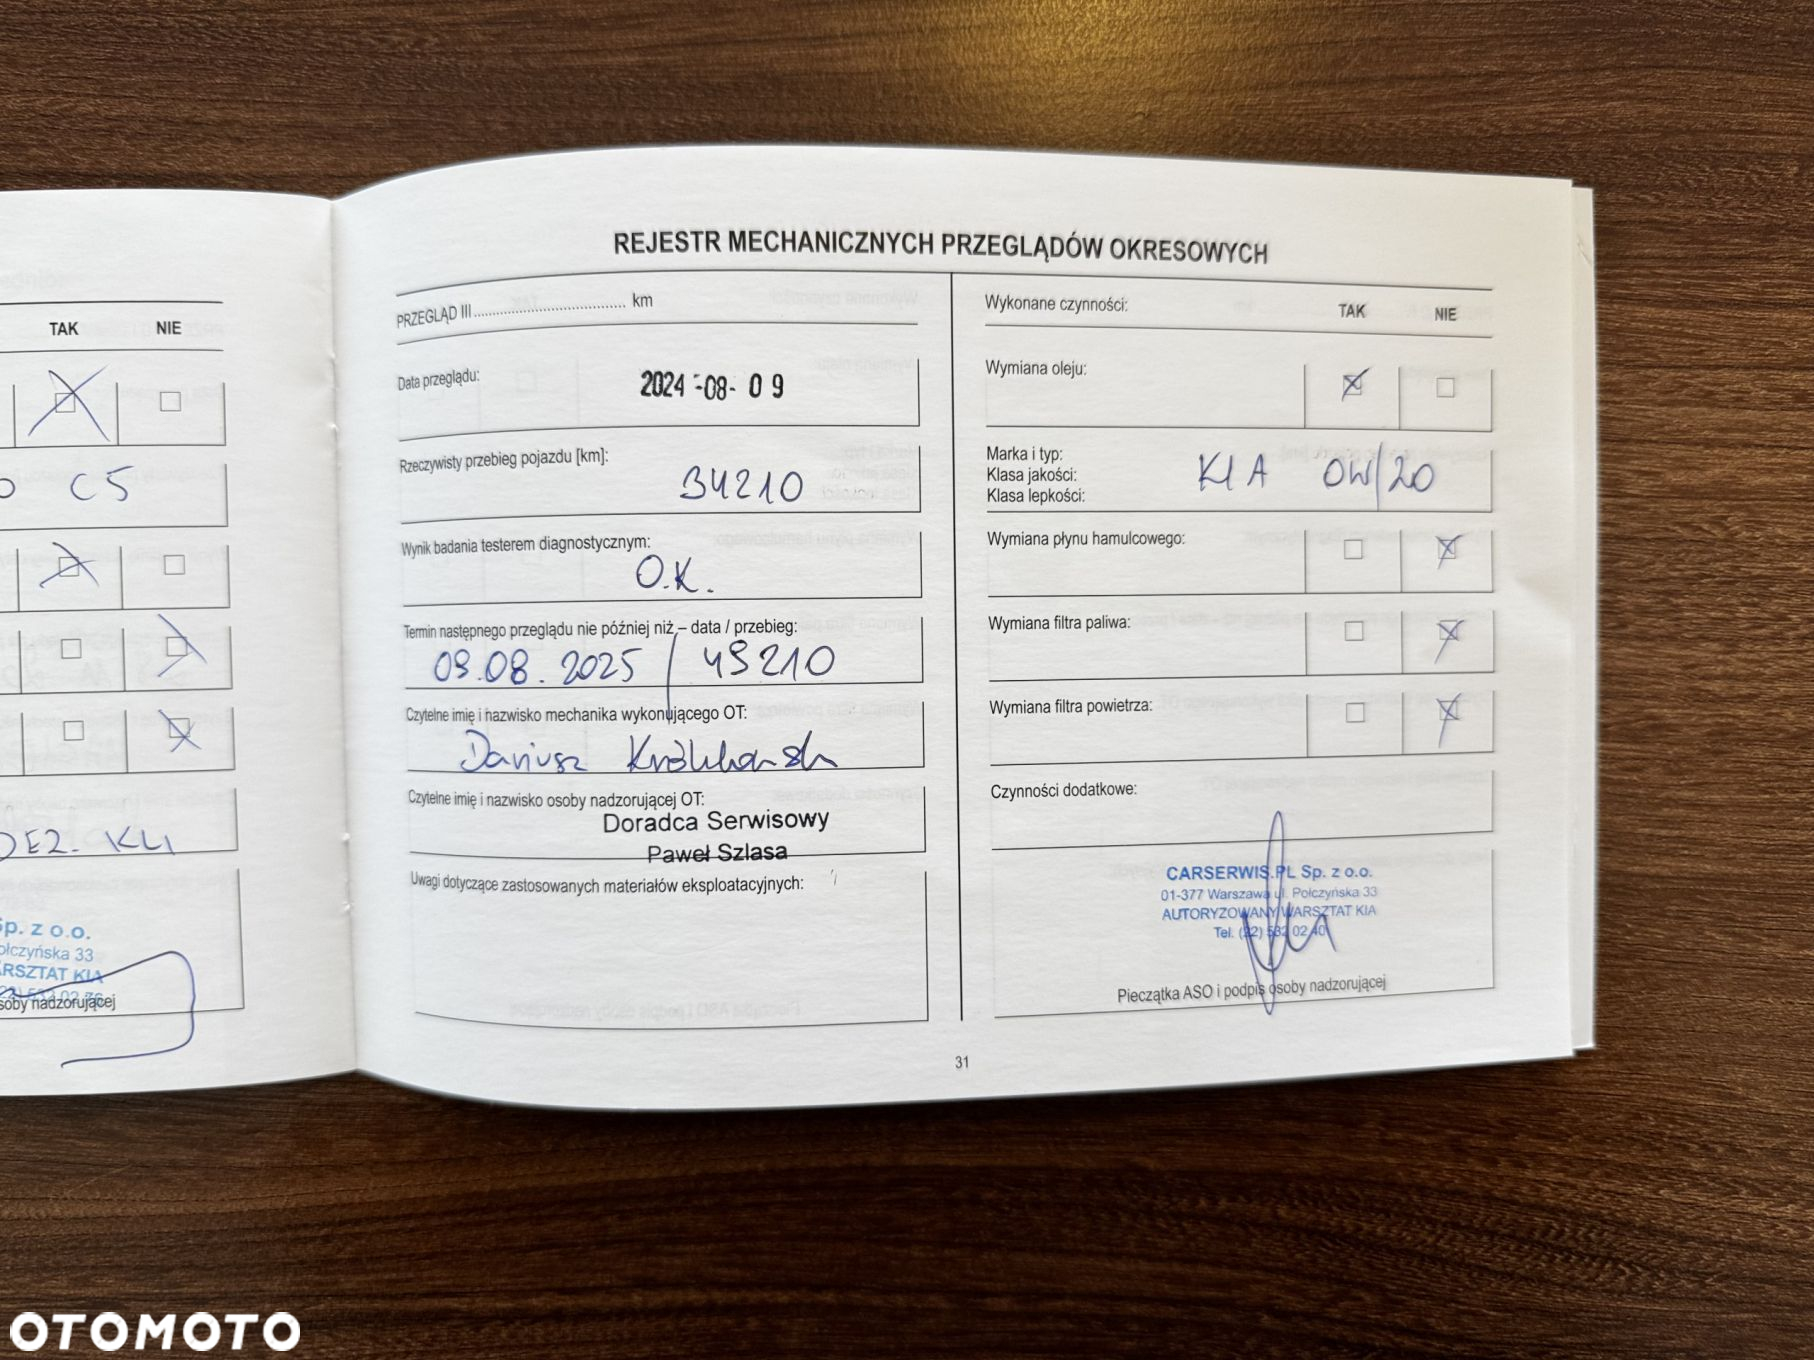 TAK NIE
C5
DEZ. KLI
Sp. z o.o.
ołczyńska 33
ARSZTAT KIA
soby nadzorującej
REJESTR MECHANICZNYCH PRZEGLĄDÓW OKRESOWYCH
PRZEGLĄD III ........................................ km
Data przeglądu:
2024-08-09
Rzeczywisty przebieg pojazdu [km]:
34210
Wynik badania testerem diagnostycznym:
O.K.
Termin następnego przeglądu nie później niż – data / przebieg:
09.08.2025 / 49210
Czytelne imię i nazwisko mechanika wykonującego OT:
Dariusz
Czytelne imię i nazwisko osoby nadzorującej OT:
Doradca Serwisowy
Paweł Szlasa
Uwagi dotyczące zastosowanych materiałów eksploatacyjnych:
Wykonane czynności: TAK NIE
Wymiana oleju:
Marka i typ:
Klasa jakości:
Klasa lepkości:
KIA 0W/20
Wymiana płynu hamulcowego:
Wymiana filtra paliwa:
Wymiana filtra powietrza:
Czynności dodatkowe:
CARSERWIS.PL Sp. z o.o.
01-377 Warszawa ul. Połczyńska 33
AUTORYZOWANY WARSZTAT KIA
Tel. (22) 532 02 40
Pieczątka ASO i podpis osoby nadzorującej
31
OTOMOTO